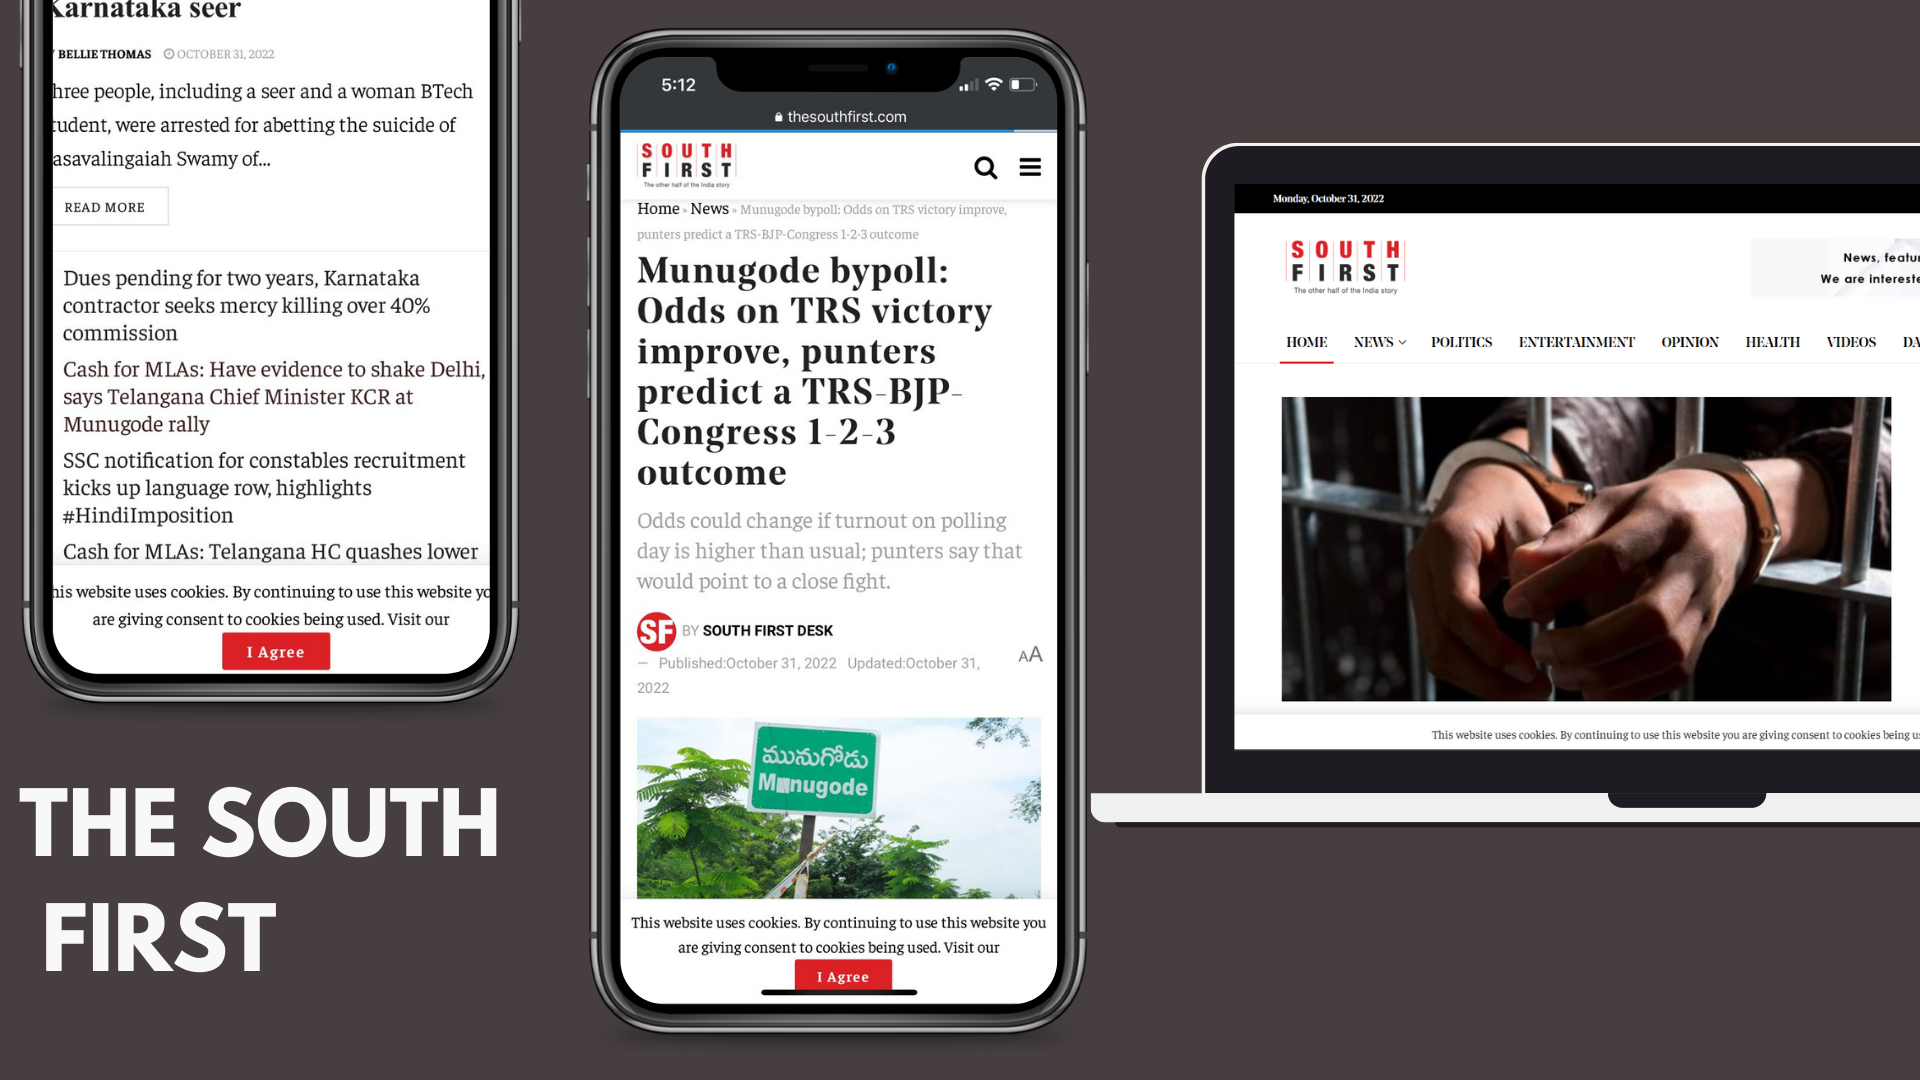 Karnataka seer
BELLIE THOMAS OCTOBER 31, 2022
hree people, including a seer and a woman BTech
tudent, were arrested for abetting the suicide of
asavalingaiah Swamy of...
READ MORE
Dues pending for two years, Karnataka
contractor seeks mercy killing over 40%
commission
Cash for MLAs: Have evidence to shake Delhi,
says Telangana Chief Minister KCR at
Munugode rally
SSC notification for constables recruitment
kicks up language row, highlights
#HindiImposition
Cash for MLAs: Telangana HC quashes lower
his website uses cookies. By continuing to use this website yo
are giving consent to cookies being used. Visit our
I Agree
THE SOUTH
FIRST
5:12
thesouthfirst.com
SOUTH
FIRST
The other half of the India story
Home » News » Munugode bypoll: Odds on TRS victory improve,
punters predict a TRS-BJP-Congress 1-2-3 outcome
Munugode bypoll:
Odds on TRS victory
improve, punters
predict a TRS-BJP-
Congress 1-2-3
outcome
Odds could change if turnout on polling
day is higher than usual; punters say that
would point to a close fight.
SF BY SOUTH FIRST DESK
— Published:October 31, 2022 Updated:October 31,
2022
AA
మునుగోడు
Munugode
This website uses cookies. By continuing to use this website you
are giving consent to cookies being used. Visit our
I Agree
Monday, October 31, 2022
SOUTH
FIRST
The other half of the India story
News, featur
We are intereste
HOME NEWS POLITICS ENTERTAINMENT OPINION HEALTH VIDEOS DA
This website uses cookies. By continuing to use this website you are giving consent to cookies being us